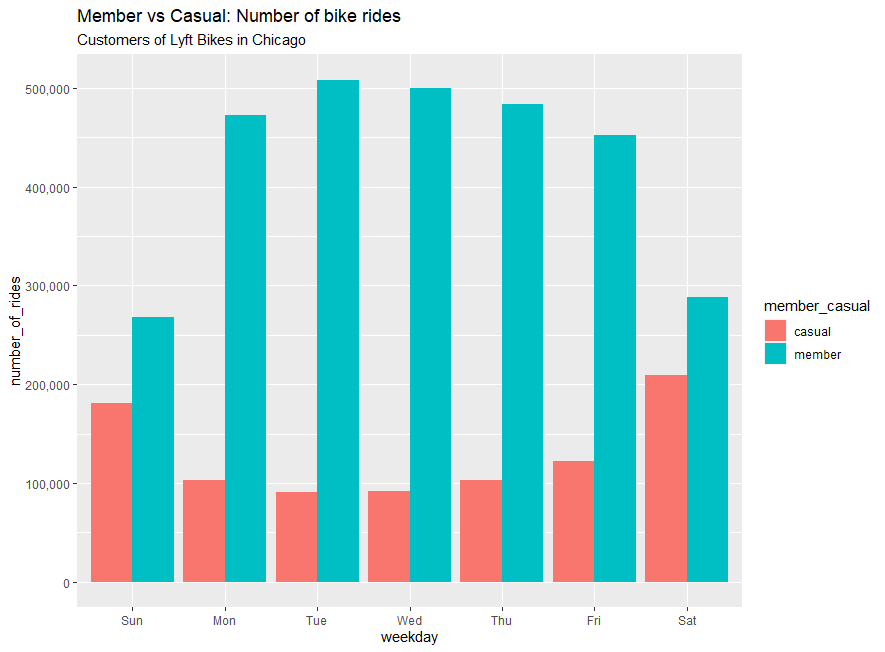 Member vs Casual: Number of bike rides
Customers of Lyft Bikes in Chicago
number_of_rides
500,000
400,000
300,000
200,000
100,000
0
Sun Mon Tue Wed Thu Fri Sat
weekday
member_casual
casual
member